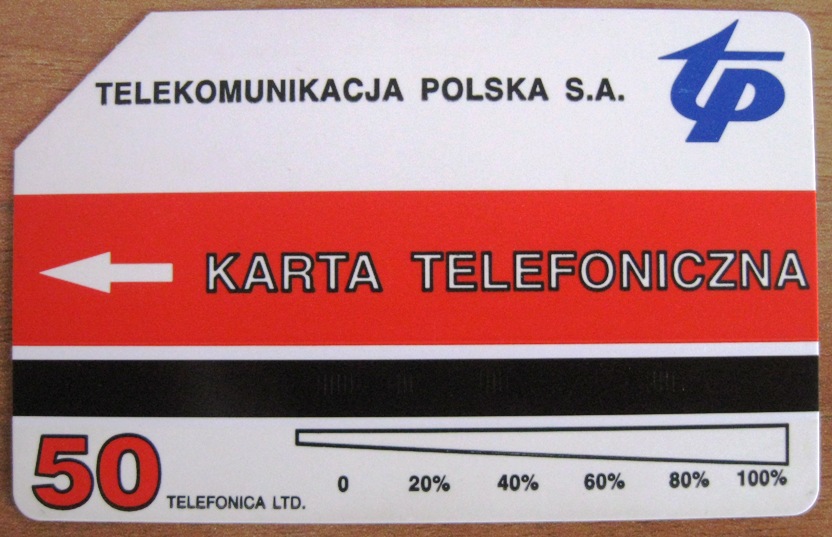 TELEKOMUNIKACJA POLSKA S.A.
tp
KARTA TELEFONICZNA
50 TELEFONICA LTD.
0 20% 40% 60% 80% 100%